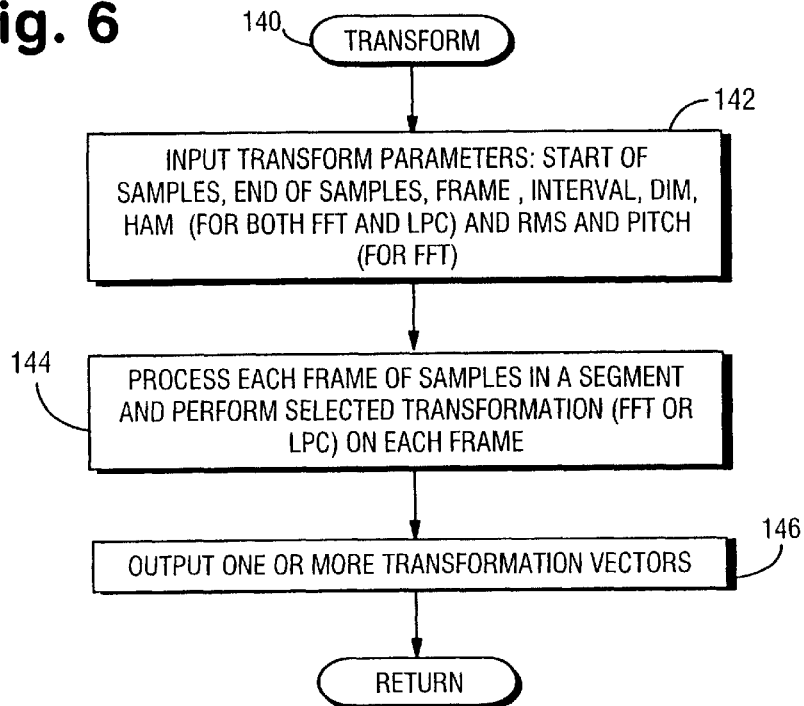 ig. 6
140
TRANSFORM
142
INPUT TRANSFORM PARAMETERS: START OF
SAMPLES, END OF SAMPLES, FRAME , INTERVAL, DIM,
HAM (FOR BOTH FFT AND LPC) AND RMS AND PITCH
(FOR FFT)
144
PROCESS EACH FRAME OF SAMPLES IN A SEGMENT
AND PERFORM SELECTED TRANSFORMATION (FFT OR
LPC) ON EACH FRAME
146
OUTPUT ONE OR MORE TRANSFORMATION VECTORS
RETURN